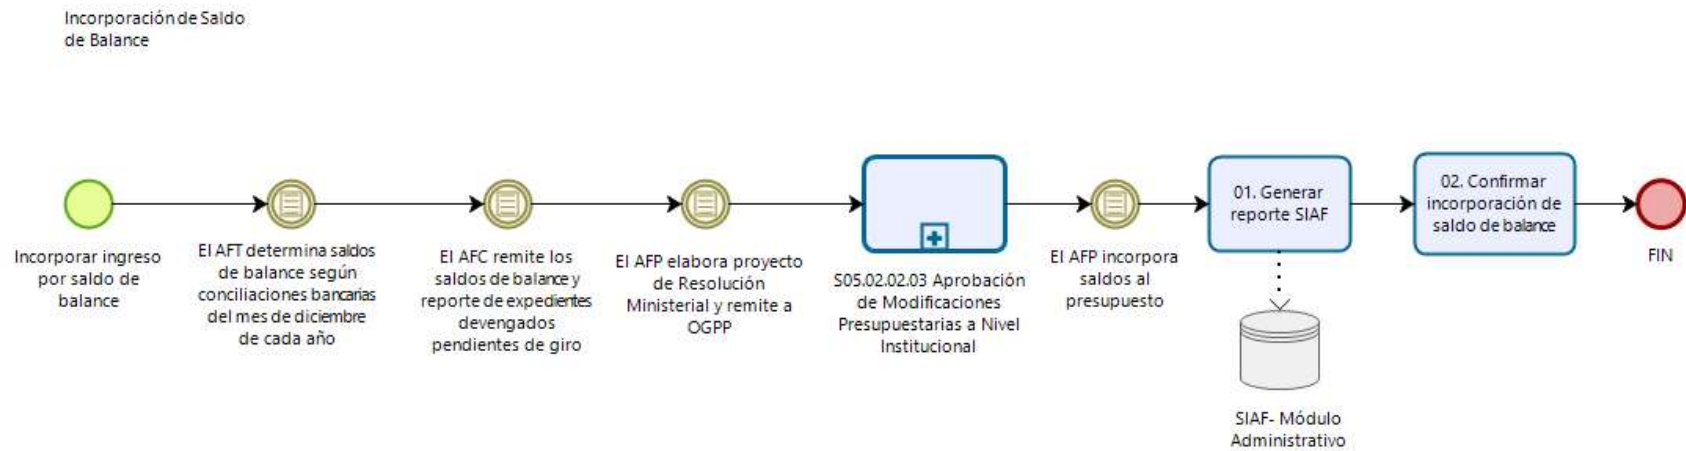 Incorporación de Saldo
de Balance
Incorporar ingreso
por saldo de
balance
El AFT determina saldos
de balance según
conciliaciones bancarias
del mes de diciembre
de cada año
El AFC remite los
saldos de balance y
reporte de expedientes
devengados
pendientes de giro
El AFP elabora proyecto
de Resolución
Ministerial y remite a
OGPP
S05.02.02.03 Aprobación
de Modificaciones
Presupuestarias a Nivel
Institucional
El AFP incorpora
saldos al
presupuesto
01. Generar
reporte SIAF
SIAF- Módulo
Administrativo
02. Confirmar
incorporación de
saldo de balance
FIN